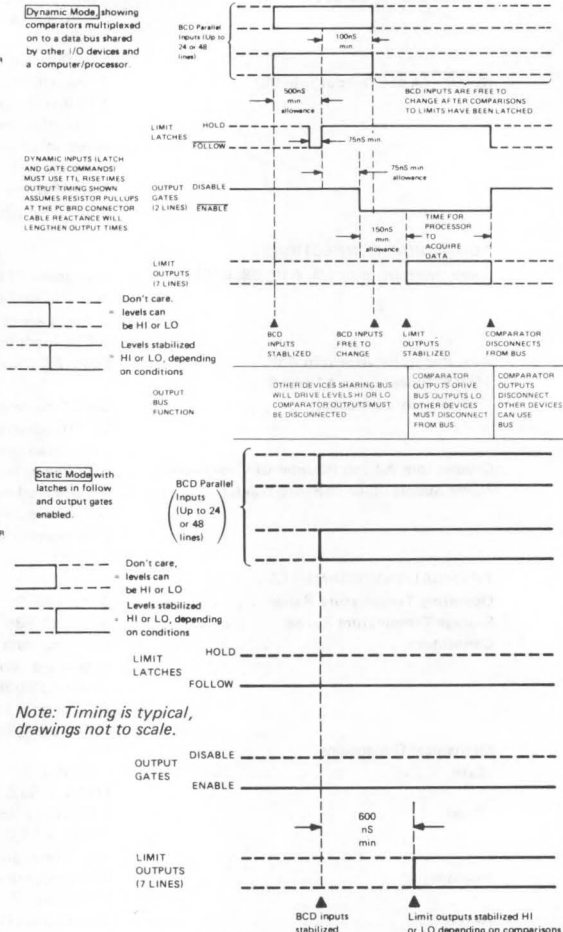 Dynamic Mode, showing
comparators multiplexed
on to a data bus shared
by other I/O devices and
a computer/processor.
BCD Parallel
Inputs (Up to
24 or 48
lines)
100nS
min
500nS
min
allowance
BCD INPUTS ARE FREE TO
CHANGE AFTER COMPARISONS
TO LIMITS HAVE BEEN LATCHED.
LIMIT
LATCHES
HOLD
FOLLOW
75nS min
DYNAMIC INPUTS (LATCH
AND GATE COMMANDS)
MUST USE TTL RISETIMES
OUTPUT TIMING SHOWN
ASSUMES RESISTOR PULLUPS
AT THE PC BRD CONNECTOR
CABLE REACTANCE WILL
LENGTHEN OUTPUT TIMES
75nS min
allowance
OUTPUT
GATES
(2 LINES)
DISABLE
ENABLE
150nS
min
allowance
TIME FOR
PROCESSOR
TO
ACQUIRE
DATA
LIMIT
OUTPUTS
(7 LINES)
Don't care.
= levels can
be HI or LO
Levels stabilized
= HI or LO, depending
on conditions
BCD
INPUTS
STABLIZED
BCD INPUTS
FREE TO
CHANGE
LIMIT
OUTPUTS
STABILIZED
COMPARATOR
DISCONNECTS
FROM BUS
OUTPUT
BUS
FUNCTION
OTHER DEVICES SHARING BUS
WILL DRIVE LEVELS HI OR LO
COMPARATOR OUTPUTS MUST
BE DISCONNECTED
COMPARATOR
OUTPUTS DRIVE
BUS OUTPUTS LO
OTHER DEVICES
MUST DISCONNECT
FROM BUS
COMPARATOR
OUTPUTS
DISCONNECT
OTHER DEVICES
CAN USE
BUS
Static Mode with
latches in follow
and output gates
enabled.
BCD Parallel
Inputs
(Up to 24
or 48
lines)
Don't care,
= levels can
be HI or LO
Levels stabilized
= HI or LO, depending
on conditions
LIMIT
LATCHES
HOLD
FOLLOW
Note: Timing is typical,
drawings not to scale.
OUTPUT
GATES
DISABLE
ENABLE
600
nS
min
LIMIT
OUTPUTS
(7 LINES)
BCD inputs
stabilized
Limit outputs stabilized HI
or LO depending on comparisons